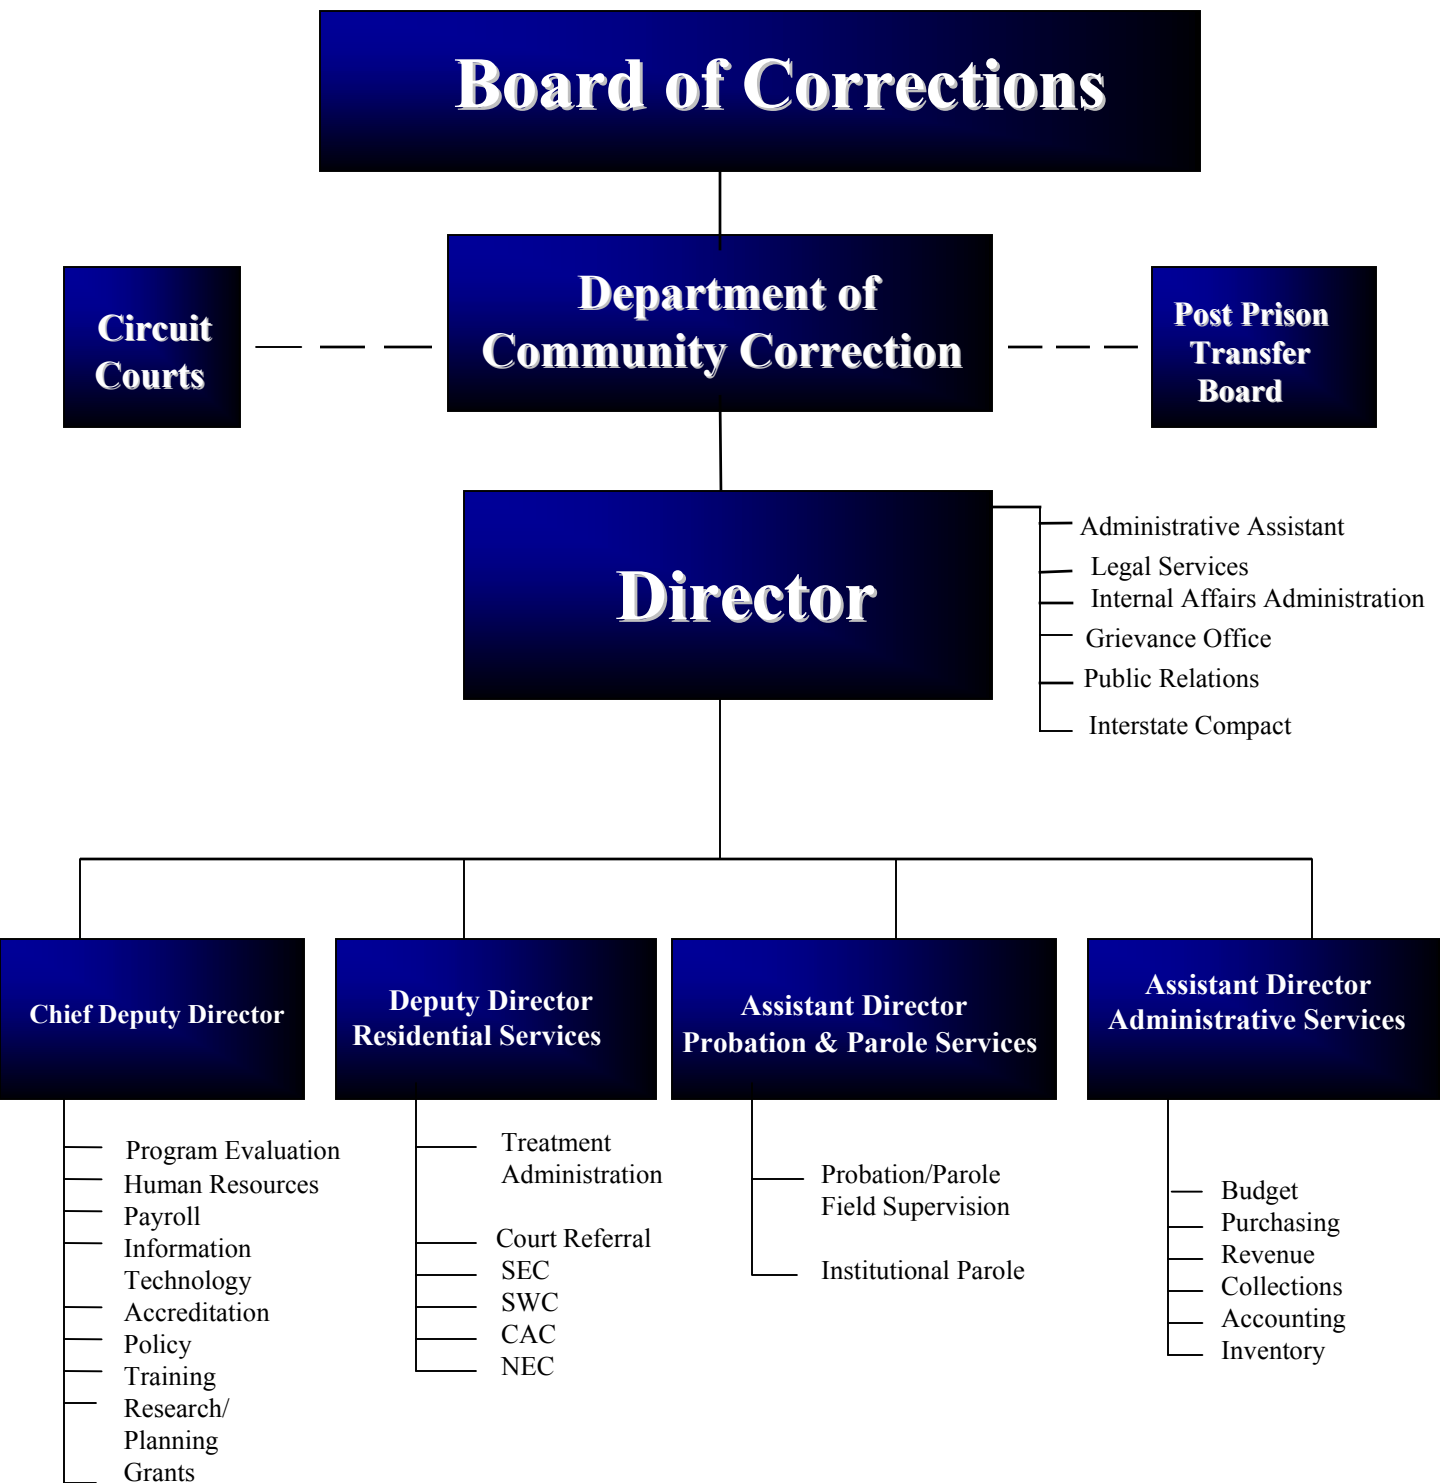 Board of Corrections
Department of
Community Correction
Circuit
Courts
Post Prison
Transfer
Board
Director
Administrative Assistant
Legal Services
Internal Affairs Administration
Grievance Office
Public Relations
Interstate Compact
Chief Deputy Director
Program Evaluation
Human Resources
Payroll
Information
Technology
Accreditation
Policy
Training
Research/
Planning
Grants
Deputy Director
Residential Services
Treatment
Administration
Court Referral
SEC
SWC
CAC
NEC
Assistant Director
Probation & Parole Services
Probation/Parole
Field Supervision
Institutional Parole
Assistant Director
Administrative Services
Budget
Purchasing
Revenue
Collections
Accounting
Inventory